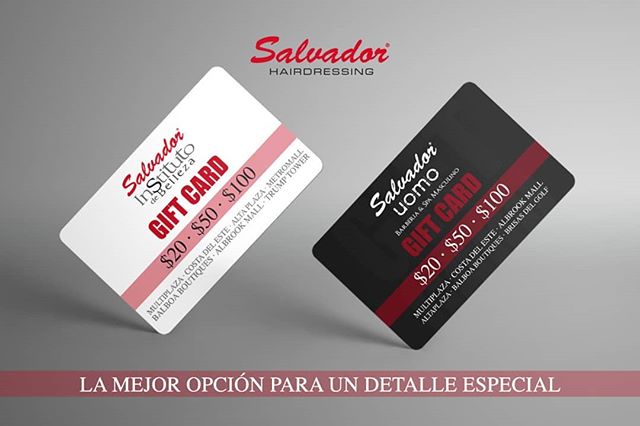 Salvador®
HAIRDRESSING
Salvador®
InStituto
de Belleza
GIFT CARD
$20 · $50 · $100
MULTIPLAZA · COSTA DEL ESTE · ALTA PLAZA · METROMALL
BALBOA BOUTIQUES · ALBROOK MALL · TRUMP TOWER
Salvador®
uomo
BARBERIA & SPA MASCULINO
GIFT CARD
$20 · $50 · $100
MULTIPLAZA · COSTA DEL ESTE · ALBROOK MALL
ALTAPLAZA · BALBOA BOUTIQUES · BRISAS DEL GOLF
LA MEJOR OPCIÓN PARA UN DETALLE ESPECIAL